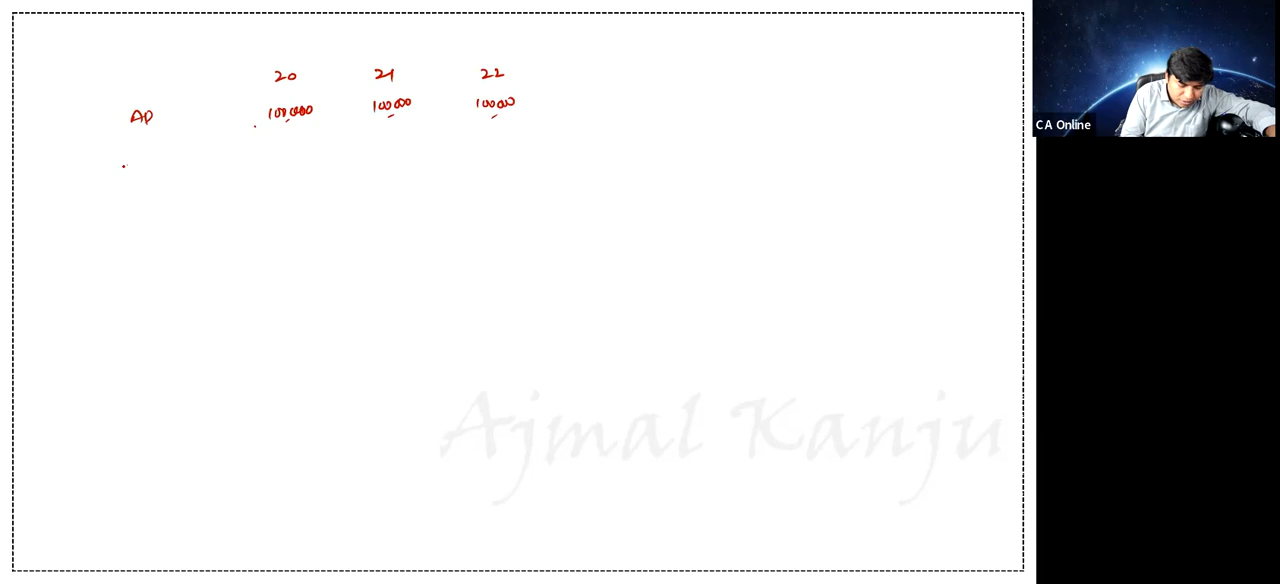 20 21 22
AP 100,000 100,000 100,000
CA Online
Ajmal Kanju